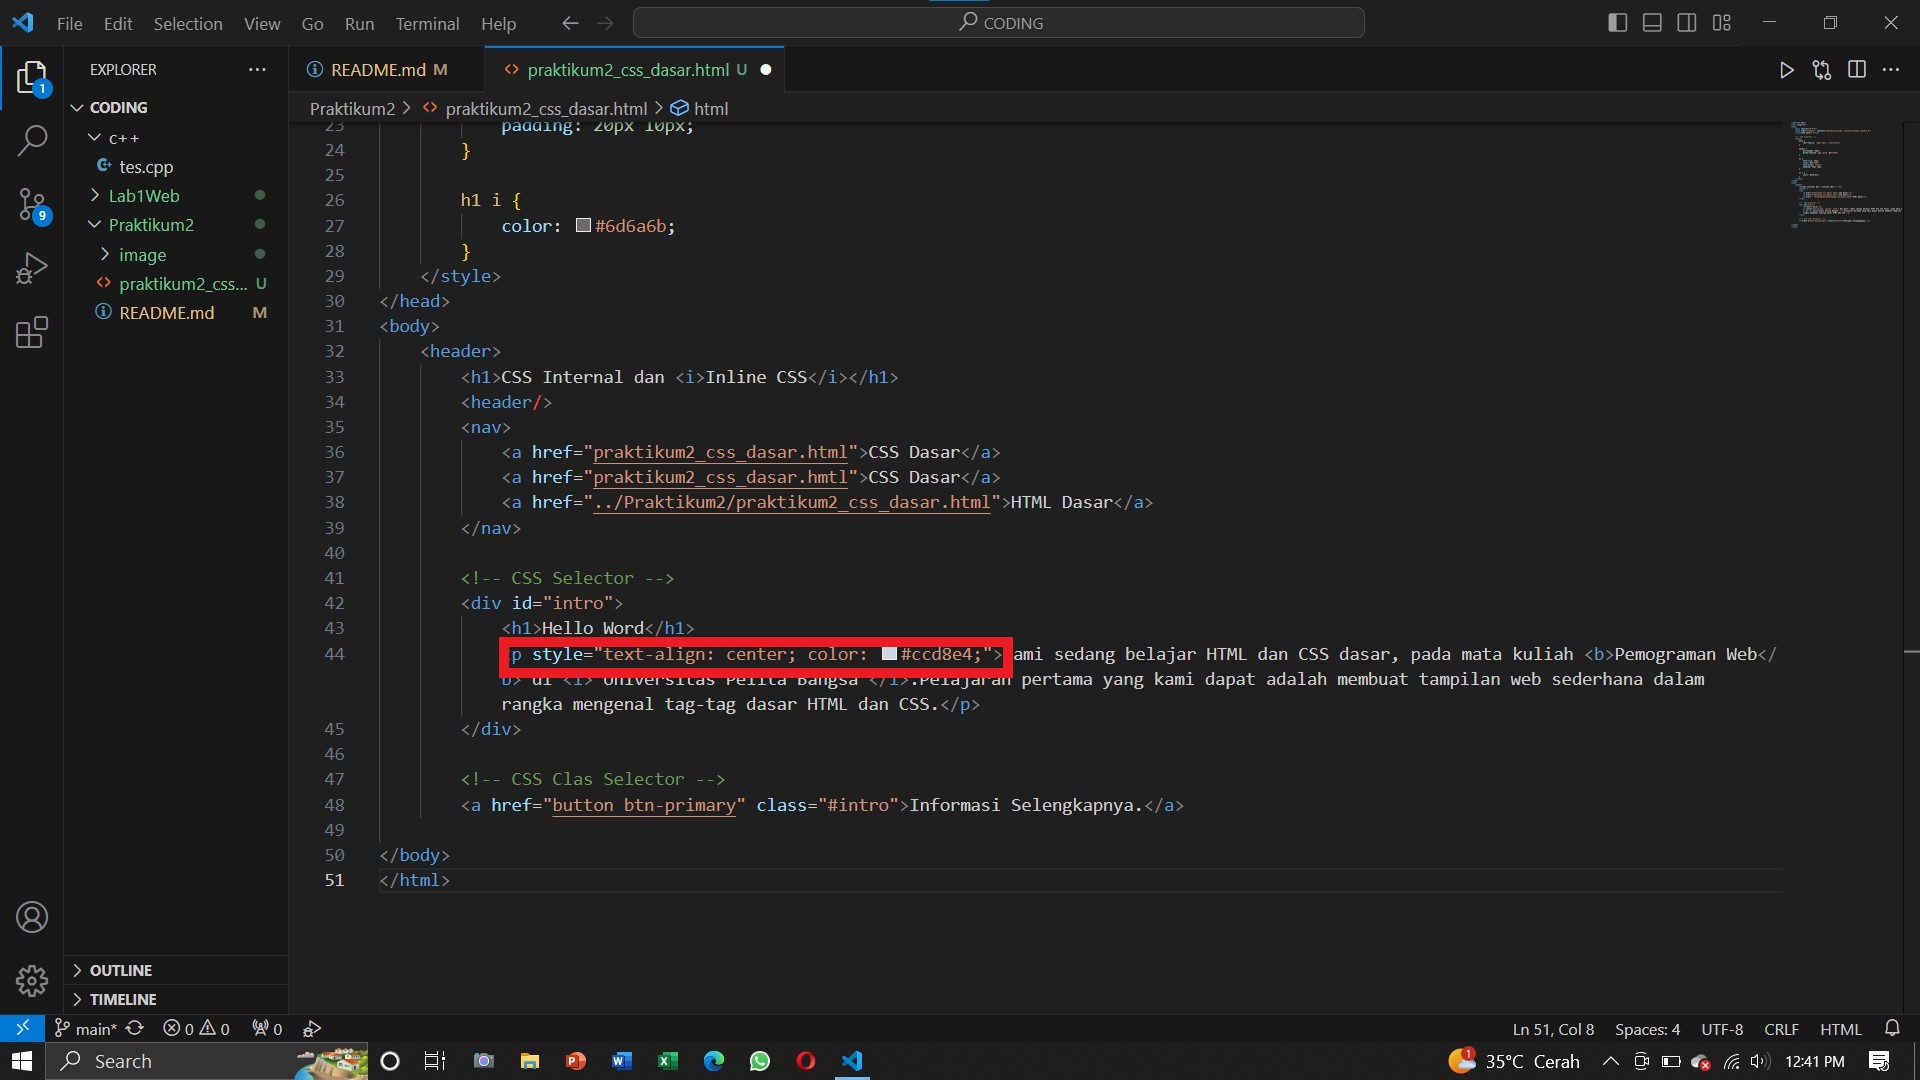 File Edit Selection View Go Run Terminal Help
CODING
EXPLORER
CODING
c++
tes.cpp
Lab1Web
Praktikum2
image
praktikum2_css... U
README.md M
OUTLINE
TIMELINE
1
9
README.md M
praktikum2_css_dasar.html U
Praktikum2 > praktikum2_css_dasar.html > html
23 padding: 20px 10px;
24 }
25
26 h1 i {
27 color: #6d6a6b;
28 }
29 </style>
30 </head>
31 <body>
32 <header>
33 <h1>CSS Internal dan <i>Inline CSS</i></h1>
34 <header/>
35 <nav>
36 <a href="praktikum2_css_dasar.html">CSS Dasar</a>
37 <a href="praktikum2_css_dasar.hmtl">CSS Dasar</a>
38 <a href="../Praktikum2/praktikum2_css_dasar.html">HTML Dasar</a>
39 </nav>
40
41 <!-- CSS Selector -->
42 <div id="intro">
43 <h1>Hello Word</h1>
44 p style="text-align: center; color: #ccd8e4;"> ami sedang belajar HTML dan CSS dasar, pada mata kuliah <b>Pemograman Web</
b> di <i> Universitas Pelita Bangsa </i>.Pelajaran pertama yang kami dapat adalah membuat tampilan web sederhana dalam
rangka mengenal tag-tag dasar HTML dan CSS.</p>
45 </div>
46
47 <!-- CSS Clas Selector -->
48 <a href="button btn-primary" class="#intro">Informasi Selengkapnya.</a>
49
50 </body>
51 </html>
main* 0 0 0
Ln 51, Col 8 Spaces: 4 UTF-8 CRLF HTML
Search
1 35°C Cerah 12:41 PM